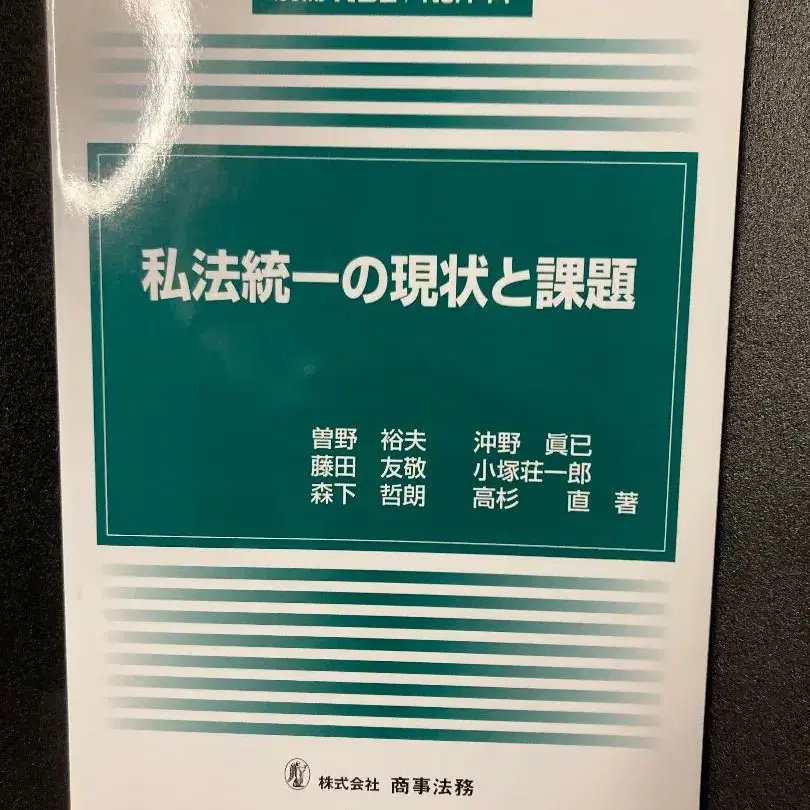 私法統一の現状と課題
曽野 裕夫 沖野 眞已
藤田 友敬 小塚荘一郎
森下 哲朗 高杉 直 著
株式会社 商事法務